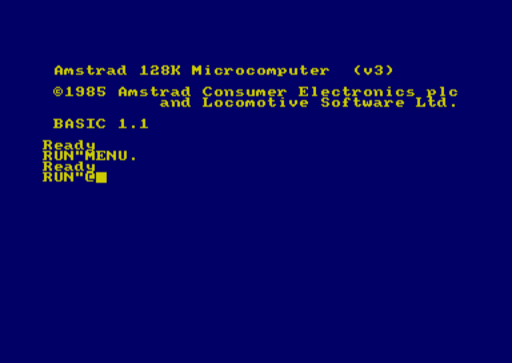 Amstrad 128K Microcomputer (v3)
©1985 Amstrad Consumer Electronics plc
and Locomotive Software Ltd.
BASIC 1.1
Ready
RUN"MENU.
Ready
RUN"@